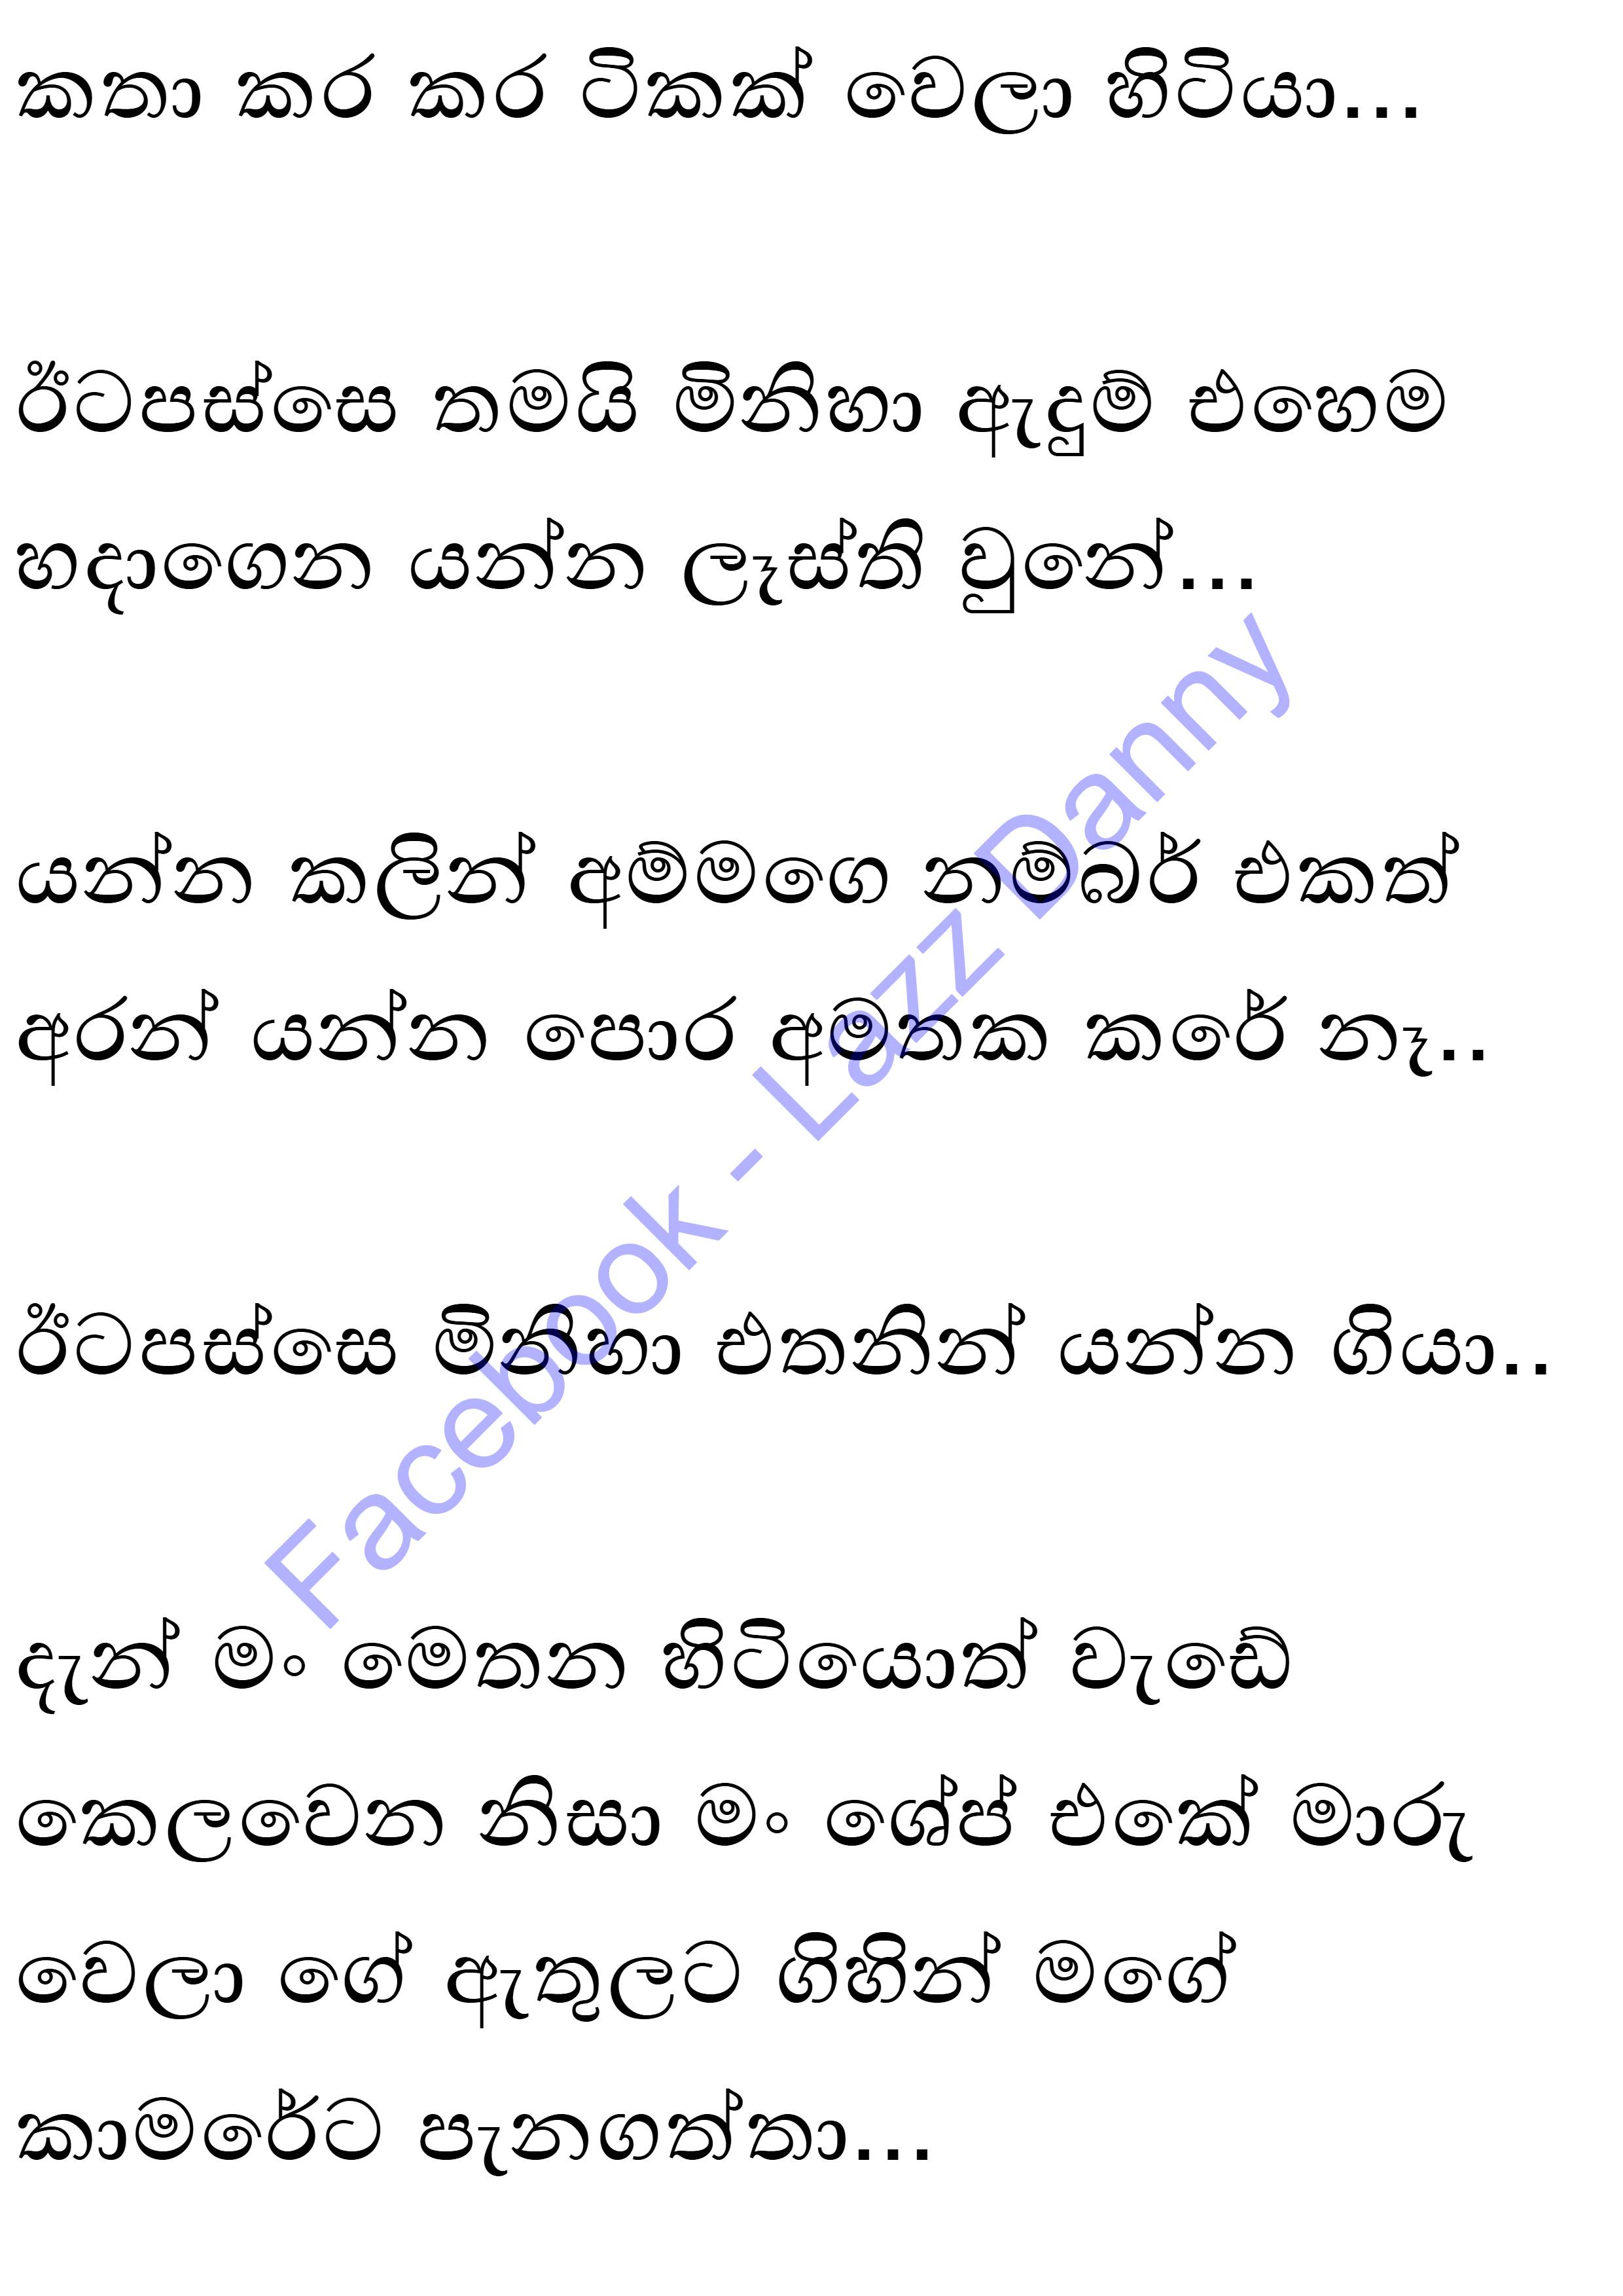 කතා කර කර ටිකක් වෙලා හිටියා...
ඊටපස්සෙ තමයි මිනිහා ඇදුම් එහෙම
හදාගෙන යන්න ලෑස්ති වුනේ...
යන්න කලින් අම්මගෙ නම්බර් එකත්
අරන් යන්න පොර අමතක කරේ නෑ..
ඊටපස්සෙ මිනිහා එතනින් යන්න ගියා..
දැන් මං මෙතන හිටියොත් වැඩේ
කෙලවෙන නිසා මං ශේප් එකේ මාරු
වෙලා ගේ ඇතුලට ගිහින් මගේ
කාමරේට පැනගත්තා...
Facebook - Lazz Danny